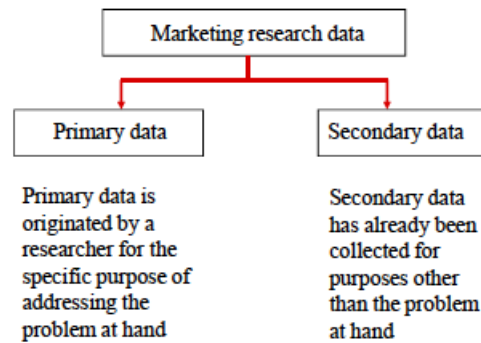 Marketing research data
Primary data
Secondary data
Primary data is
originated by a
researcher for the
specific purpose of
addressing the
problem at hand
Secondary data
has already been
collected for
purposes other
than the problem
at hand